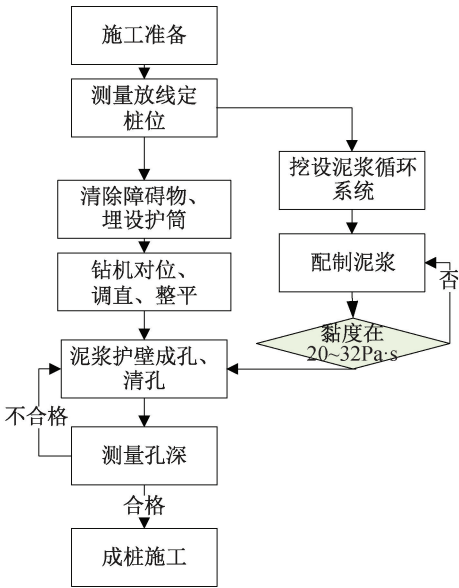 施工准备
测量放线定
桩位
挖设泥浆循环
系统
清除障碍物、
埋设护筒
配制泥浆
否
钻机对位、
调直、整平
黏度在
20~32Pa·s
泥浆护壁成孔、
清孔
不合格
测量孔深
合格
成桩施工